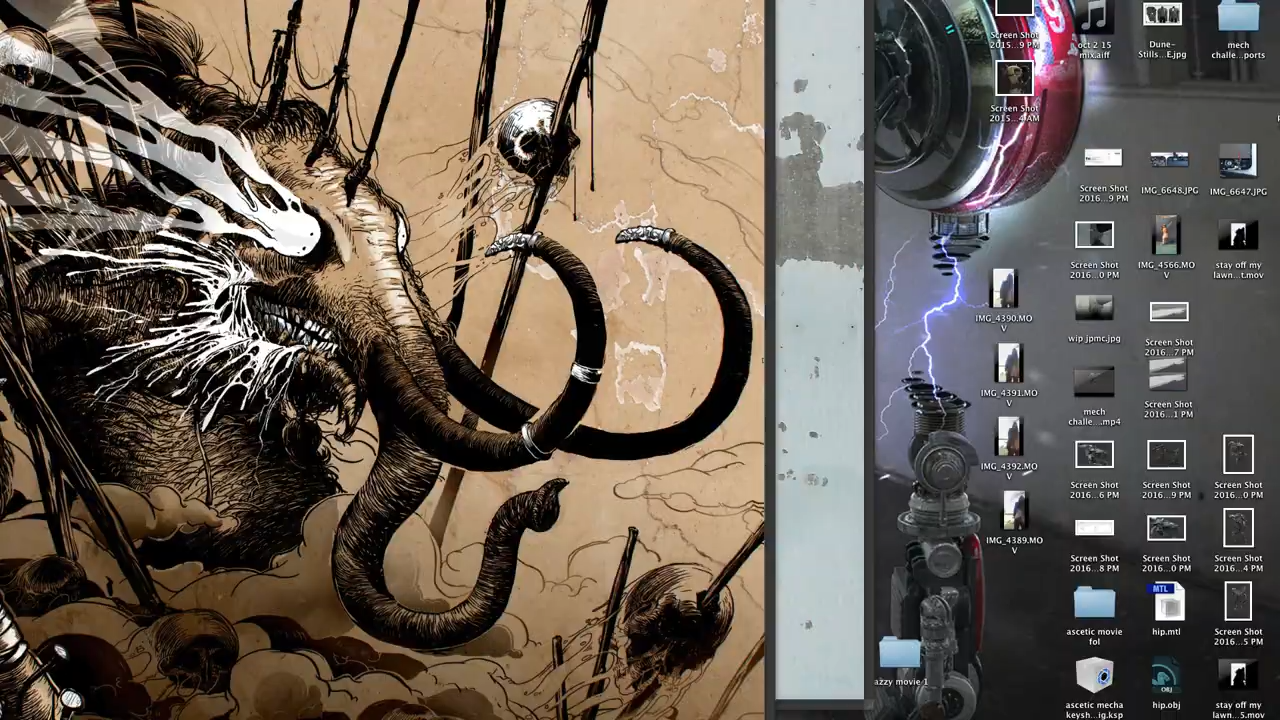 Screen Shot
2015...9 PM
oct 2 15
mix.aiff
Dune-
Stills...E.jpg
mech
challe...ports
Screen Shot
2015...4 AM
Screen Shot
2016...9 PM
IMG_6648.JPG
IMG_6647.JPG
Screen Shot
2016...0 PM
IMG_4566.MO
V
stay off my
lawn...t.mov
IMG_4390.MO
V
wip jpmc.jpg
Screen Shot
2016...7 PM
IMG_4391.MO
V
mech
challe....mp4
Screen Shot
2016...1 PM
IMG_4392.MO
V
Screen Shot
2016...6 PM
Screen Shot
2016...9 PM
Screen Shot
2016...0 PM
IMG_4389.MO
V
Screen Shot
2016...8 PM
Screen Shot
2016...0 PM
Screen Shot
2016...4 PM
MTL
ascetic movie
fol
hip.mtl
Screen Shot
2016...5 PM
azzy movie 1
OBJ
ascetic mecha
keysh...ig.ksp
hip.obj
stay off my
lawn...5.mov